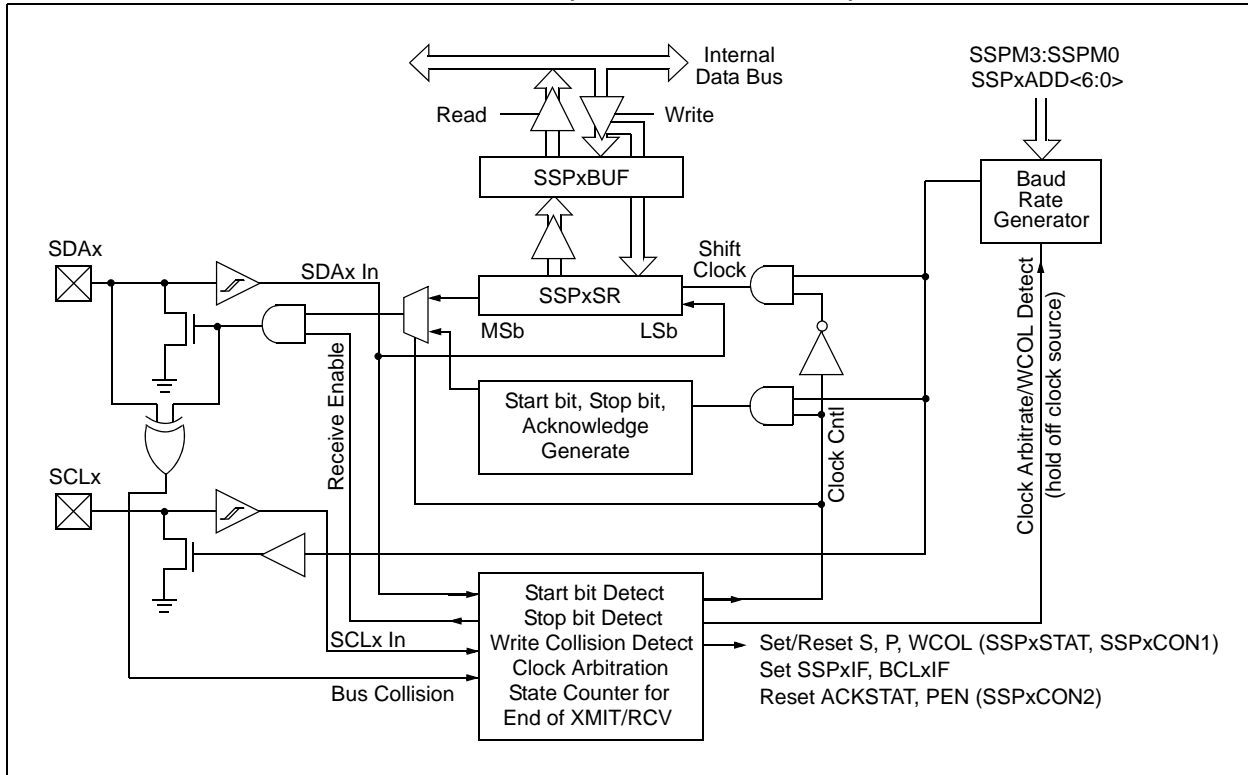 Internal
Data Bus
SSPM3:SSPM0
SSPxADD<6:0>
Read
Write
SSPxBUF
Baud
Rate
Generator
SDAx
SDAx In
Shift
Clock
SSPxSR
MSb
LSb
Start bit, Stop bit,
Acknowledge
Generate
Receive Enable
Clock Cntl
Clock Arbitrate/WCOL Detect
(hold off clock source)
SCLx
SCLx In
Bus Collision
Start bit Detect
Stop bit Detect
Write Collision Detect
Clock Arbitration
State Counter for
End of XMIT/RCV
Set/Reset S, P, WCOL (SSPxSTAT, SSPxCON1)
Set SSPxIF, BCLxIF
Reset ACKSTAT, PEN (SSPxCON2)